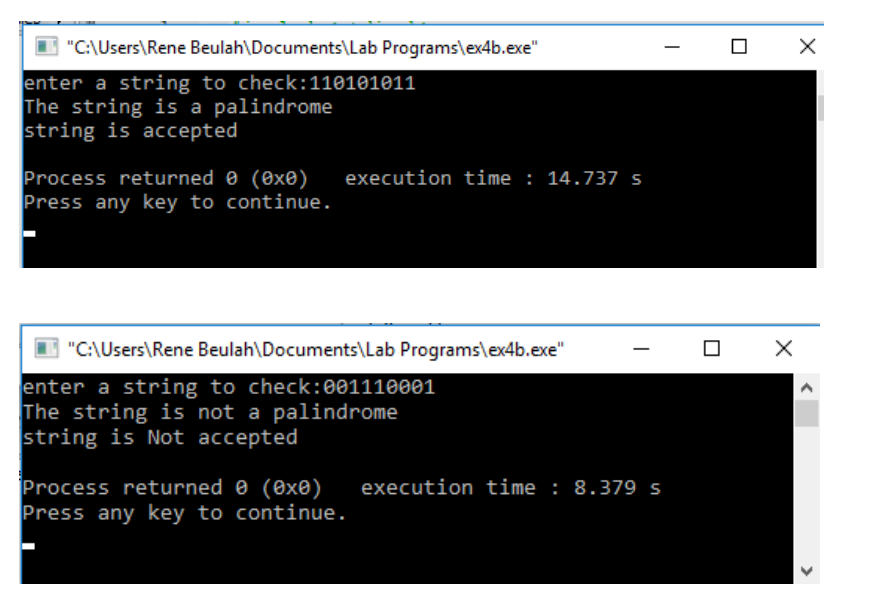 "C:\Users\Rene Beulah\Documents\Lab Programs\ex4b.exe"
enter a string to check:110101011
The string is a palindrome
string is accepted
Process returned 0 (0x0)   execution time : 14.737 s
Press any key to continue.
"C:\Users\Rene Beulah\Documents\Lab Programs\ex4b.exe"
enter a string to check:001110001
The string is not a palindrome
string is Not accepted
Process returned 0 (0x0)   execution time : 8.379 s
Press any key to continue.